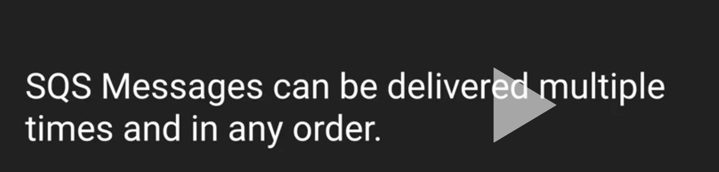 SQS Messages can be delivered multiple
times and in any order.